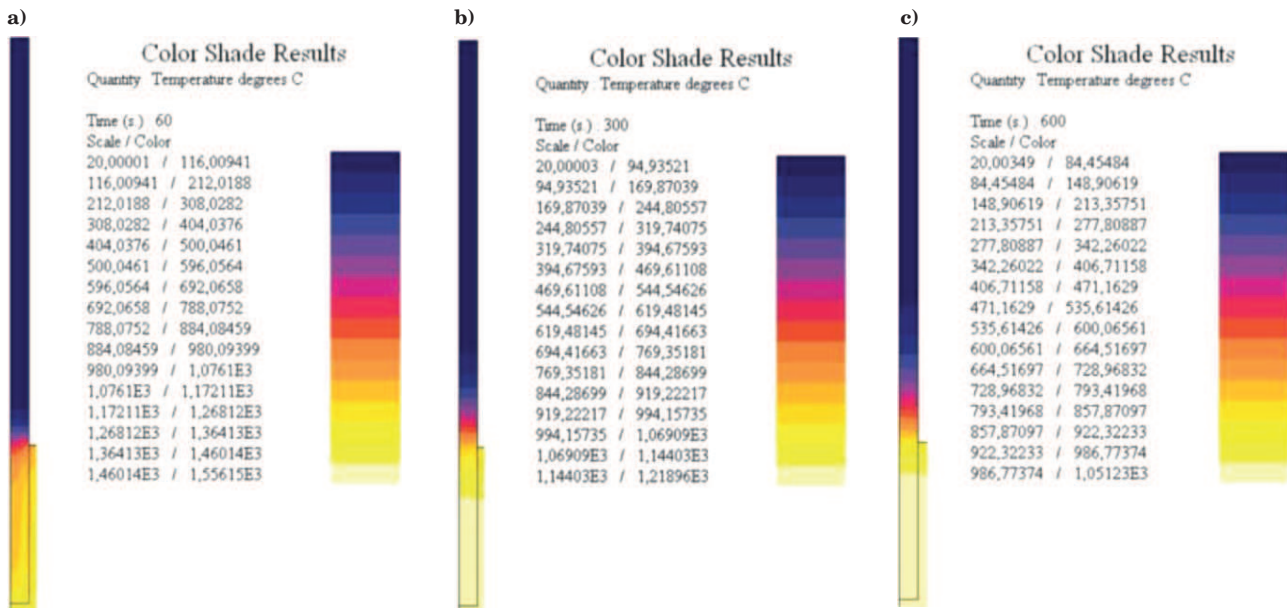 a)
Color Shade Results
Quantity Temperature degrees C
Time (s.) 60
Scale / Color
20,00001 / 116,00941
116,00941 / 212,0188
212,0188 / 308,0282
308,0282 / 404,0376
404,0376 / 500,0461
500,0461 / 596,0564
596,0564 / 692,0658
692,0658 / 788,0752
788,0752 / 884,08459
884,08459 / 980,09399
980,09399 / 1,0761E3
1,0761E3 / 1,17211E3
1,17211E3 / 1,26812E3
1,26812E3 / 1,36413E3
1,36413E3 / 1,46014E3
1,46014E3 / 1,55615E3
b)
Color Shade Results
Quantity : Temperature degrees C
Time (s.) : 300
Scale / Color
20,00003 / 94,93521
94,93521 / 169,87039
169,87039 / 244,80557
244,80557 / 319,74075
319,74075 / 394,67593
394,67593 / 469,61108
469,61108 / 544,54626
544,54626 / 619,48145
619,48145 / 694,41663
694,41663 / 769,35181
769,35181 / 844,28699
844,28699 / 919,22217
919,22217 / 994,15735
994,15735 / 1,06909E3
1,06909E3 / 1,14403E3
1,14403E3 / 1,21896E3
c)
Color Shade Results
Quantity : Temperature degrees C
Time (s.) : 600
Scale / Color
20,00349 / 84,45484
84,45484 / 148,90619
148,90619 / 213,35751
213,35751 / 277,80887
277,80887 / 342,26022
342,26022 / 406,71158
406,71158 / 471,1629
471,1629 / 535,61426
535,61426 / 600,06561
600,06561 / 664,51697
664,51697 / 728,96832
728,96832 / 793,41968
793,41968 / 857,87097
857,87097 / 922,32233
922,32233 / 986,77374
986,77374 / 1,05123E3